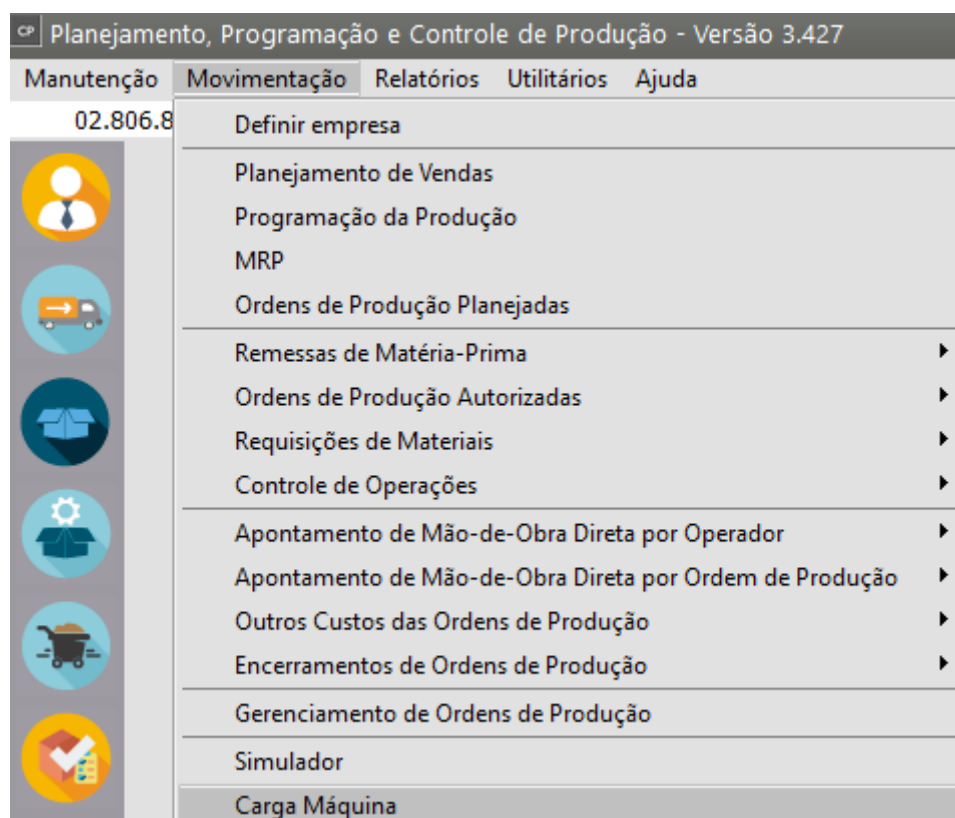 CP Planejamento, Programação e Controle de Produção - Versão 3.427
Manutenção Movimentação Relatórios Utilitários Ajuda
02.806.8
Definir empresa
Planejamento de Vendas
Programação da Produção
MRP
Ordens de Produção Planejadas
Remessas de Matéria-Prima
Ordens de Produção Autorizadas
Requisições de Materiais
Controle de Operações
Apontamento de Mão-de-Obra Direta por Operador
Apontamento de Mão-de-Obra Direta por Ordem de Produção
Outros Custos das Ordens de Produção
Encerramentos de Ordens de Produção
Gerenciamento de Ordens de Produção
Simulador
Carga Máquina